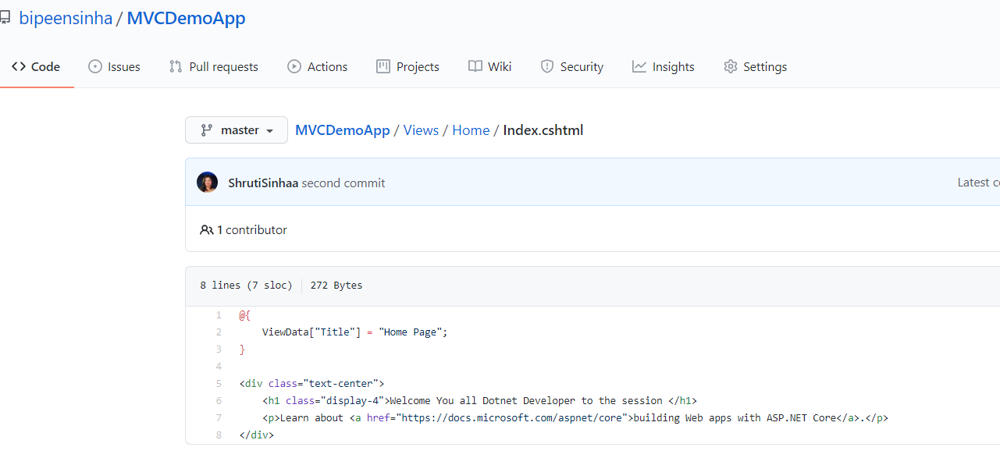 bipeensinha / MVCDemoApp
Code Issues Pull requests Actions Projects Wiki Security Insights Settings
master MVCDemoApp / Views / Home / Index.cshtml
ShrutiSinhaa second commit Latest
1 contributor
8 lines (7 sloc) 272 Bytes
1 @{
2 ViewData["Title"] = "Home Page";
3 }
4
5 <div class="text-center">
6 <h1 class="display-4">Welcome You all Dotnet Developer to the session </h1>
7 <p>Learn about <a href="https://docs.microsoft.com/aspnet/core">building Web apps with ASP.NET Core</a>.</p>
8 </div>